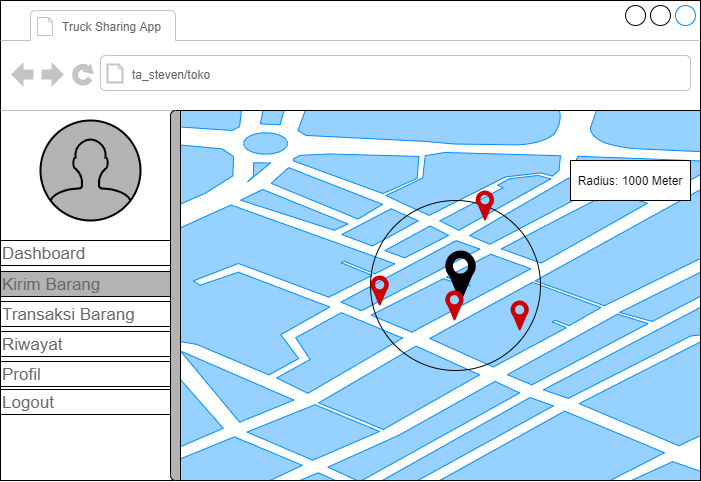 Truck Sharing App
ta_steven/toko
Radius: 1000 Meter
Dashboard
Kirim Barang
Transaksi Barang
Riwayat
Profil
Logout